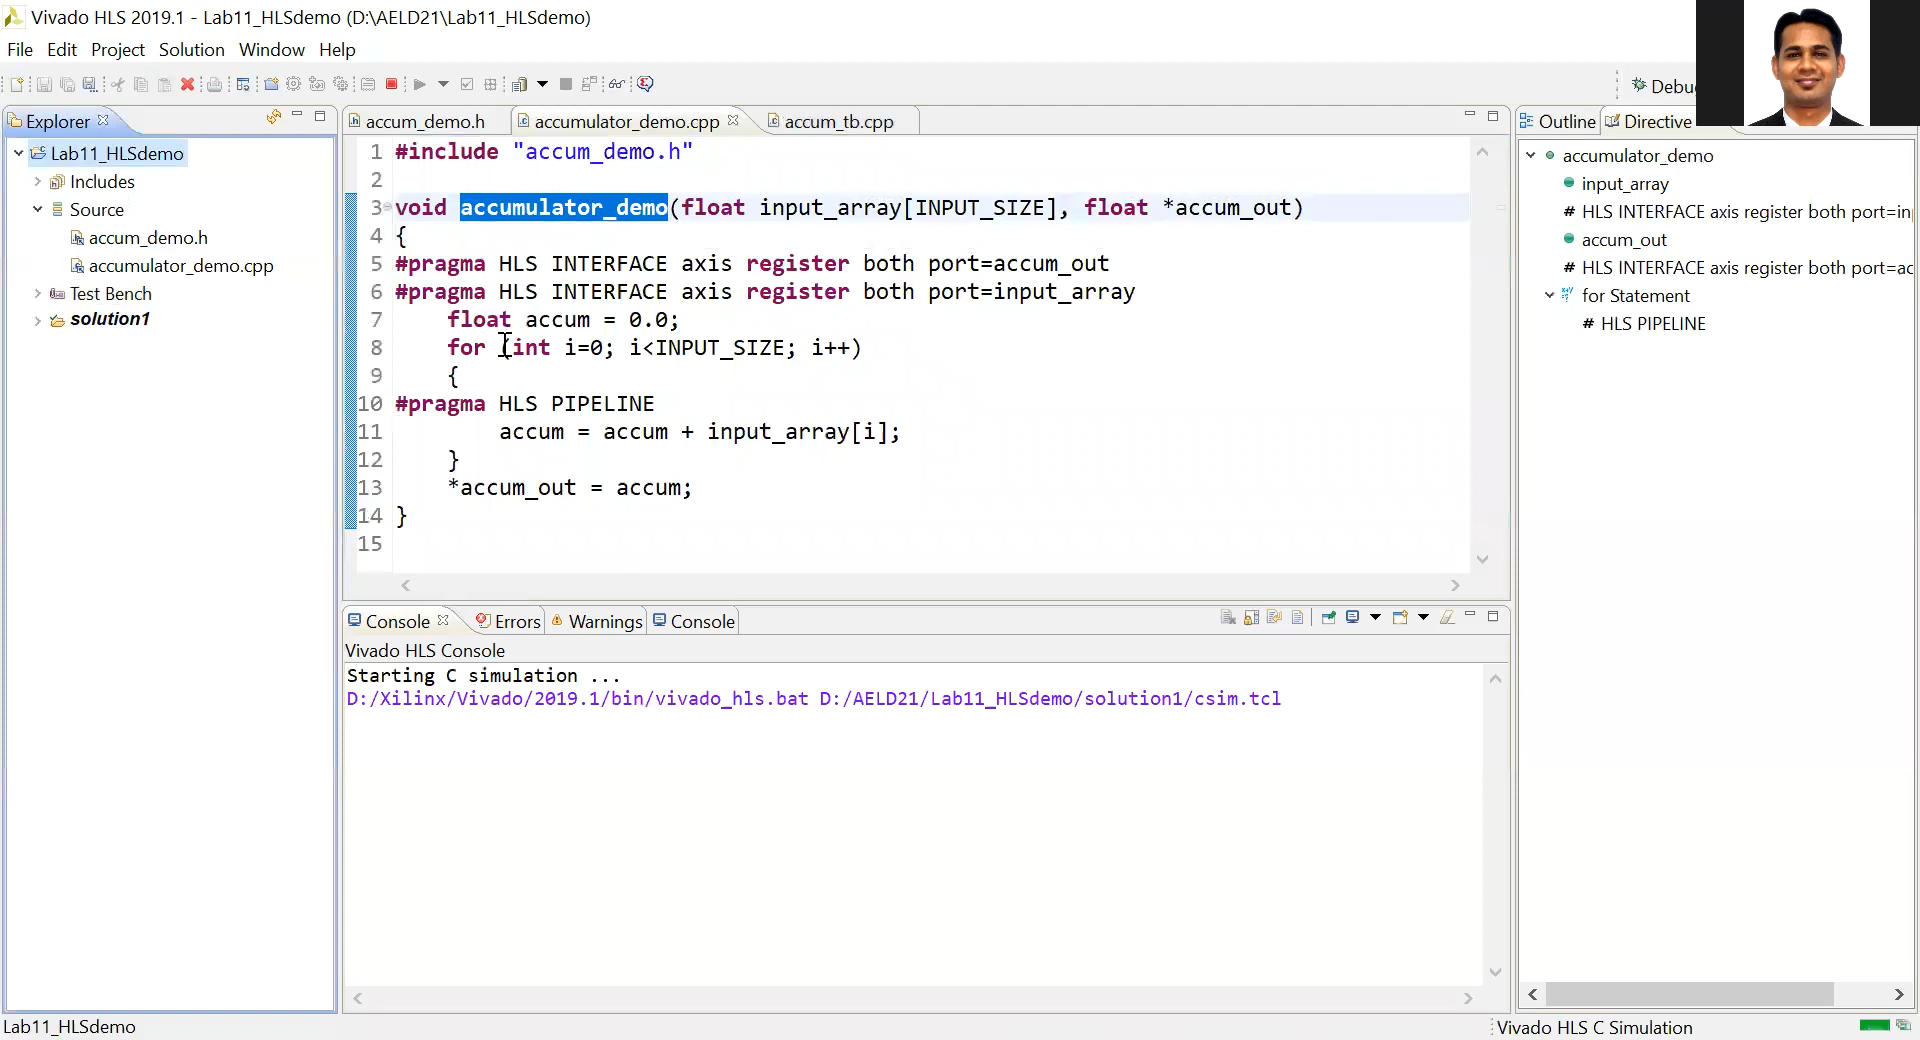 Vivado HLS 2019.1 - Lab11_HLSdemo (D:\AELD21\Lab11_HLSdemo)
File Edit Project Solution Window Help
Debu
Explorer
Lab11_HLSdemo
Includes
Source
accum_demo.h
accumulator_demo.cpp
Test Bench
solution1
accum_demo.h accumulator_demo.cpp accum_tb.cpp
1 #include "accum_demo.h"
2
3 void accumulator_demo(float input_array[INPUT_SIZE], float *accum_out)
4 {
5 #pragma HLS INTERFACE axis register both port=accum_out
6 #pragma HLS INTERFACE axis register both port=input_array
7 float accum = 0.0;
8 for (int i=0; i<INPUT_SIZE; i++)
9 {
10 #pragma HLS PIPELINE
11 accum = accum + input_array[i];
12 }
13 *accum_out = accum;
14 }
15
Console Errors Warnings Console
Vivado HLS Console
Starting C simulation ...
D:/Xilinx/Vivado/2019.1/bin/vivado_hls.bat D:/AELD21/Lab11_HLSdemo/solution1/csim.tcl
Outline Directive
accumulator_demo
input_array
# HLS INTERFACE axis register both port=in
accum_out
# HLS INTERFACE axis register both port=ac
for Statement
# HLS PIPELINE
Lab11_HLSdemo
Vivado HLS C Simulation